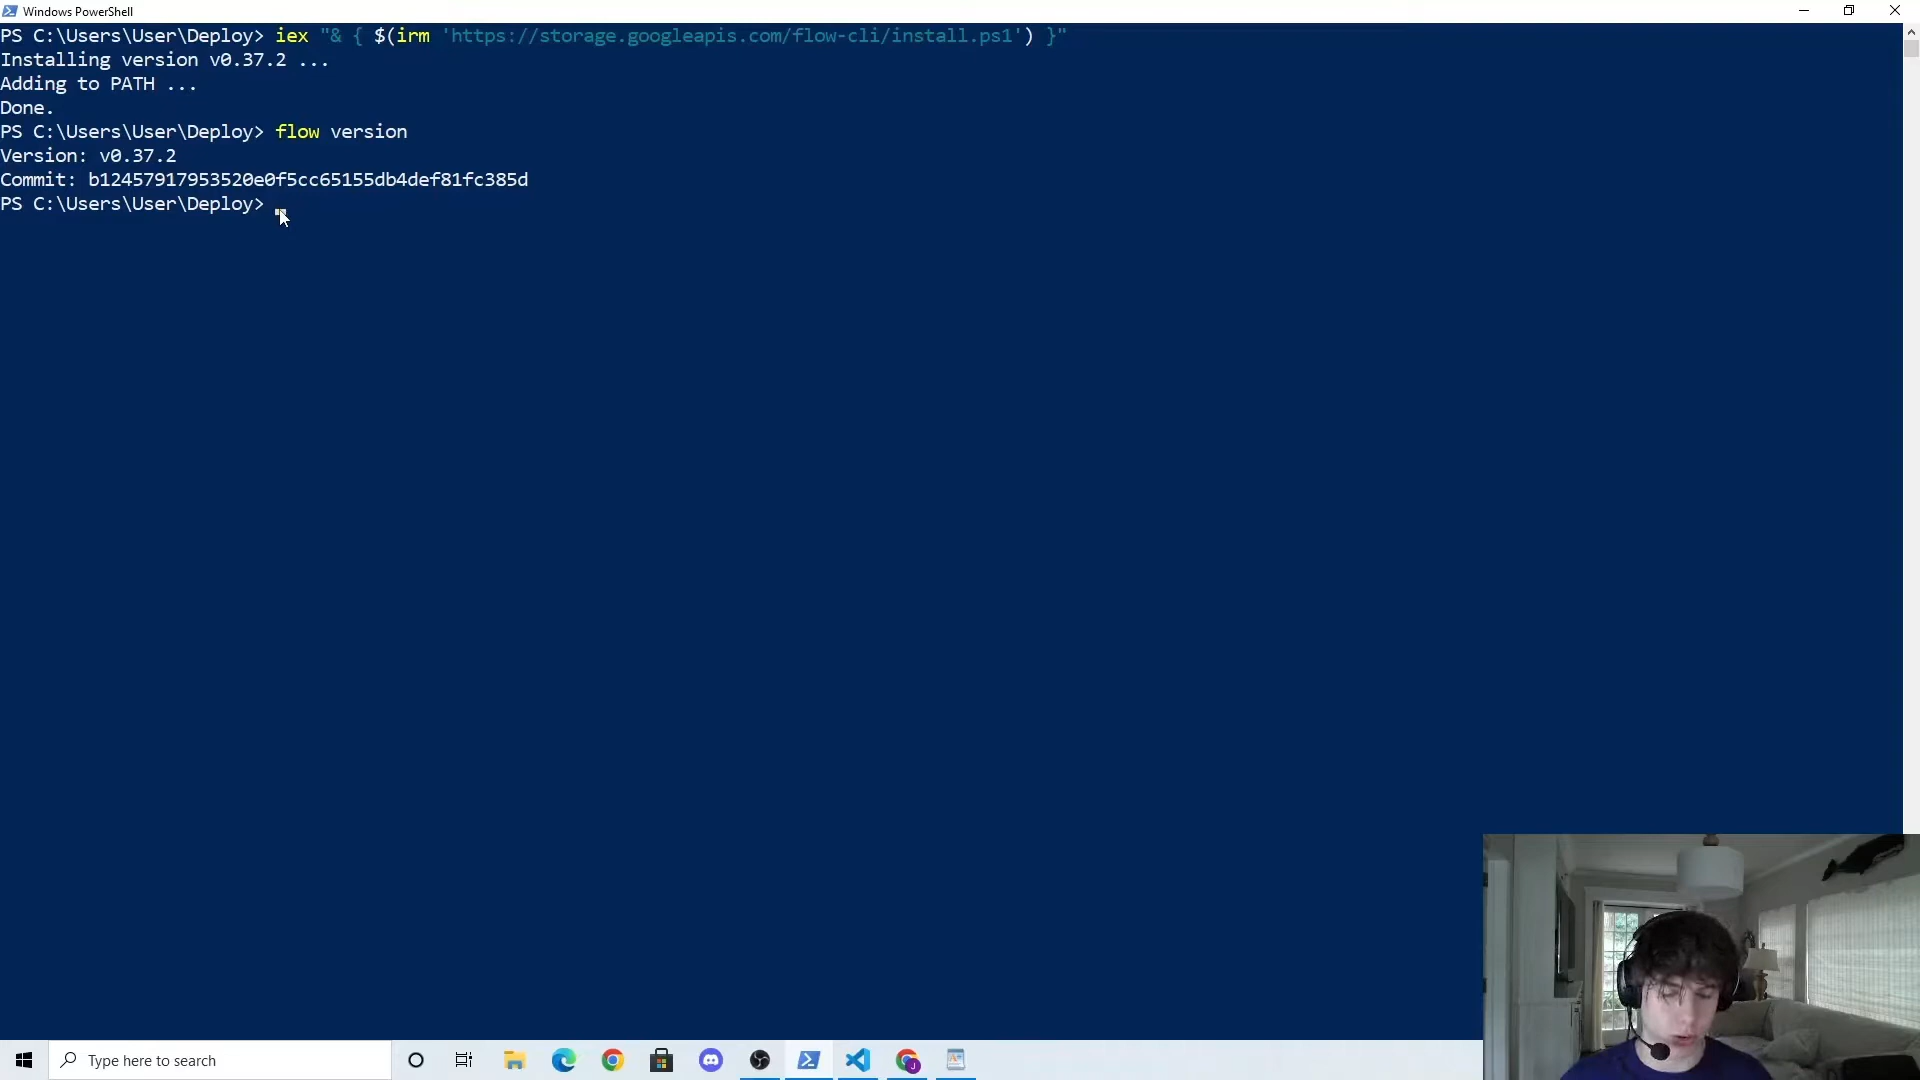 Windows PowerShell
PS C:\Users\User\Deploy> iex "& { $(irm 'https://storage.googleapis.com/flow-cli/install.ps1') }"
Installing version v0.37.2 ...
Adding to PATH ...
Done.
PS C:\Users\User\Deploy> flow version
Version: v0.37.2
Commit: b12457917953520e0f5cc65155db4def81fc385d
PS C:\Users\User\Deploy>
Type here to search